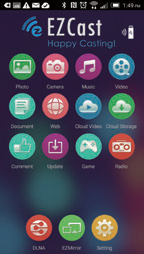 1:49 PM
EZCast
Happy Casting!
Photo Camera Music Video
Document Web Cloud Video Cloud Storage
Comment Update Game Radio
DLNA EZMirror Setting